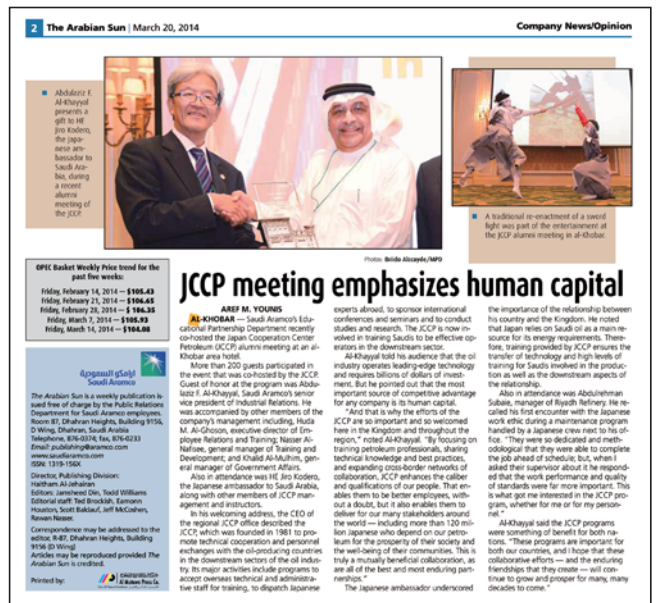 2 The Arabian Sun | March 20, 2014
Company News/Opinion
Abdulaziz F.
Al-Khayyal
presents a
gift to HE
Jiro Kodero,
the Japa-
nese am-
bassador to
Saudi Ara-
bia, during
a recent
alumni
meeting of
the JCCP.
A traditional re-enactment of a sword
fight was part of the entertainment at
the JCCP alumni meeting in al-Khobar.
Photos:
OPEC Basket Weekly Price trend for the
past five weeks:
Friday, February 14, 2014 — $105.43
Friday, February 21, 2014 — $106.65
Friday, February 28, 2014 — $ 106.35
Friday, March 7, 2014 — $105.93
Friday, March 14, 2014 — $104.08
أرامكو السعودية
Saudi Aramco
The Arabian Sun is a weekly publication is-
sued free of charge by the Public Relations
Department for Saudi Aramco employees.
Room 87, Dhahran Heights, Building 9156,
D Wing, Dhahran, Saudi Arabia
Telephone, 876-0374; fax, 876-0233
Email: publishing@aramco.com
www.saudiaramco.com
ISSN: 1319-156X
Director, Publishing Division:
Haitham Al-Jehairan
Editors: Jamsheed Din, Todd Williams
Editorial staff: Ted Brockish, Eamonn
Houston, Scott Baldauf, Jeff McCoshen,
Rawan Nasser.
Correspondence may be addressed to the
editor, R-87, Dhahran Heights, Building
9156 (D Wing)
Articles may be reproduced provided The
Arabian Sun is credited.
Printed by:
JCCP meeting emphasizes human capital
AREF M. YOUNIS
AL-KHOBAR — Saudi Aramco's Edu-
cational Partnership Department recently
co-hosted the Japan Cooperation Center
Petroleum (JCCP) alumni meeting at an al-
Khobar area hotel.
More than 200 guests participated in
the event that was co-hosted by the JCCP.
Guest of honor at the program was Abdu-
laziz F. Al-Khayyal, Saudi Aramco's senior
vice president of Industrial Relations. He
was accompanied by other members of the
company's management including, Huda
M. Al-Ghoson, executive director of Em-
ployee Relations and Training; Nasser Al-
Nafisee, general manager of Training and
Development; and Khalid Al-Mulhim, gen-
eral manager of Government Affairs.
Also in attendance was HE Jiro Kodero,
the Japanese ambassador to Saudi Arabia,
along with other members of JCCP man-
agement and instructors.
In his welcoming address, the CEO of
the regional JCCP office described the
JCCP, which was founded in 1981 to pro-
mote technical cooperation and personnel
exchanges with the oil-producing countries
in the downstream sectors of the oil indus-
try. Its major activities include programs to
accept overseas technical and administra-
tive staff for training, to dispatch Japanese
experts abroad, to sponsor international
conferences and seminars and to conduct
studies and research. The JCCP is now in-
volved in training Saudis to be effective op-
erators in the downstream sector.
Al-Khayyal told his audience that the oil
industry operates leading-edge technology
and requires billions of dollars of invest-
ment. But he pointed out that the most
important source of competitive advantage
for any company is its human capital.
"And that is why the efforts of the
JCCP are so important and so welcomed
here in the Kingdom and throughout the
region," noted Al-Khayyal. "By focusing on
training petroleum professionals, sharing
technical knowledge and best practices,
and expanding cross-border networks of
collaboration, JCCP enhances the caliber
and qualifications of our people. That en-
ables them to be better employees, with-
out a doubt, but it also enables them to
deliver for our many stakeholders around
the world — including more than 120 mil-
lion Japanese who depend on our petro-
leum for the prosperity of their society and
the well-being of their communities. This is
truly a mutually beneficial collaboration, as
are all of the best and most enduring part-
nerships."
The Japanese ambassador underscored
the importance of the relationship between
his country and the Kingdom. He noted
that Japan relies on Saudi oil as a main re-
source for its energy requirements. There-
fore, training provided by JCCP ensures the
transfer of technology and high levels of
training for Saudis involved in the produc-
tion as well as the downstream aspects of
the relationship.
Also in attendance was Abdulrehman
Subaie, manager of Riyadh Refinery. He re-
called his first encounter with the Japanese
work ethic during a maintenance program
handled by a Japanese crew next to his of-
fice. "They were so dedicated and meth-
odological that they were able to complete
the job ahead of schedule; but, when I
asked their supervisor about it he respond-
ed that the work performance and quality
of standards were far more important. This
is what got me interested in the JCCP pro-
gram, whether for me or for my person-
nel."
Al-Khayyal said the JCCP programs
were something of benefit for both na-
tions. "These programs are important for
both our countries, and I hope that these
collaborative efforts — and the enduring
friendships that they create — will con-
tinue to grow and prosper for many, many
decades to come."